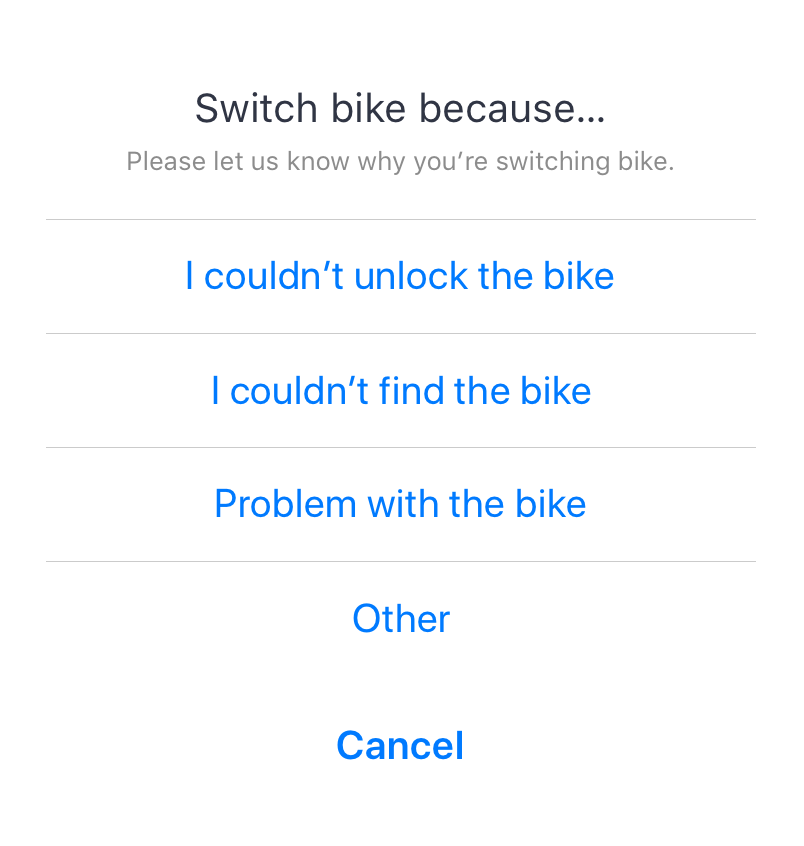 Switch bike because...
Please let us know why you’re switching bike.
I couldn’t unlock the bike
I couldn’t find the bike
Problem with the bike
Other
Cancel